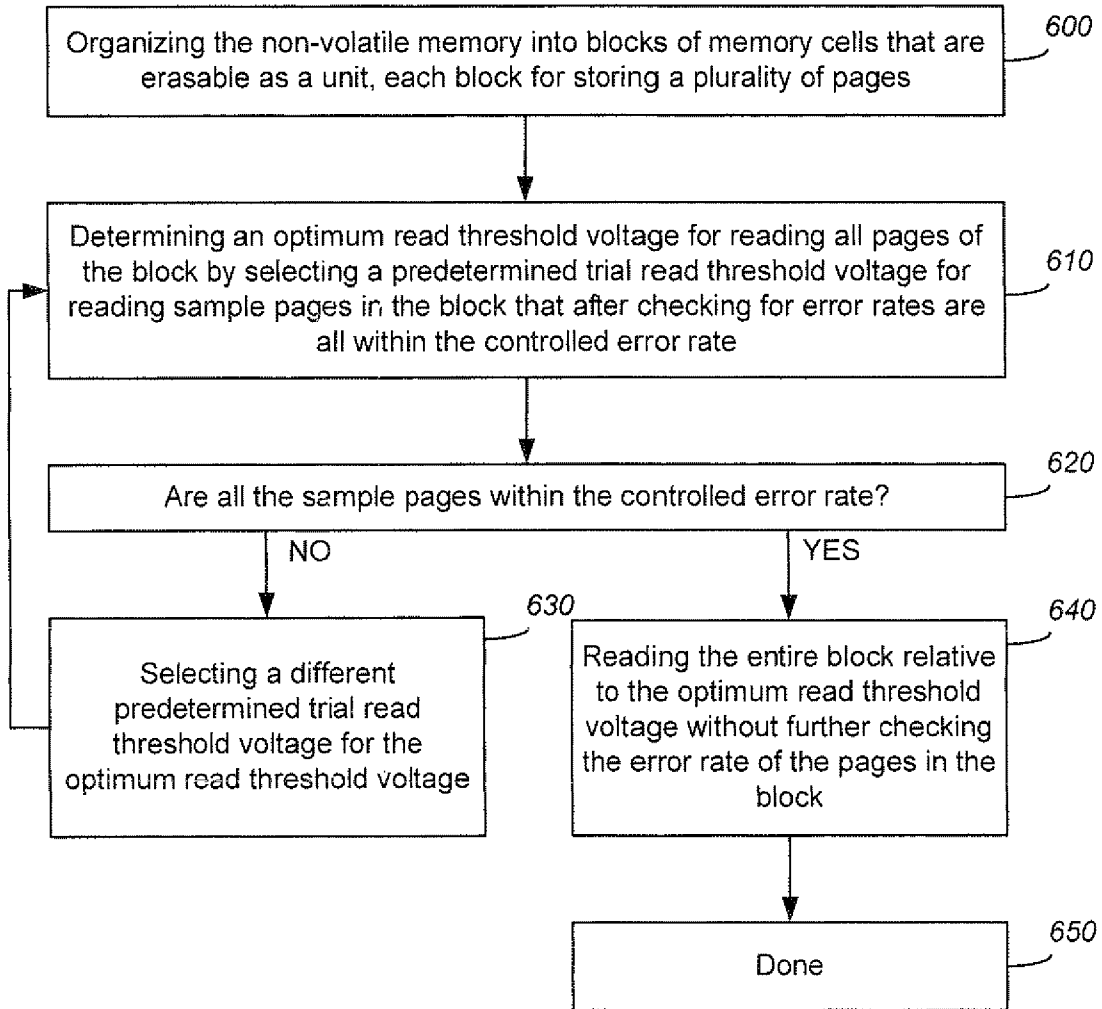 Organizing the non-volatile memory into blocks of memory cells that are
erasable as a unit, each block for storing a plurality of pages
600
Determining an optimum read threshold voltage for reading all pages of
the block by selecting a predetermined trial read threshold voltage for
reading sample pages in the block that after checking for error rates are
all within the controlled error rate
610
Are all the sample pages within the controlled error rate?
620
NO
YES
Selecting a different
predetermined trial read
threshold voltage for the
optimum read threshold voltage
630
Reading the entire block relative
to the optimum read threshold
voltage without further checking
the error rate of the pages in the
block
640
Done
650